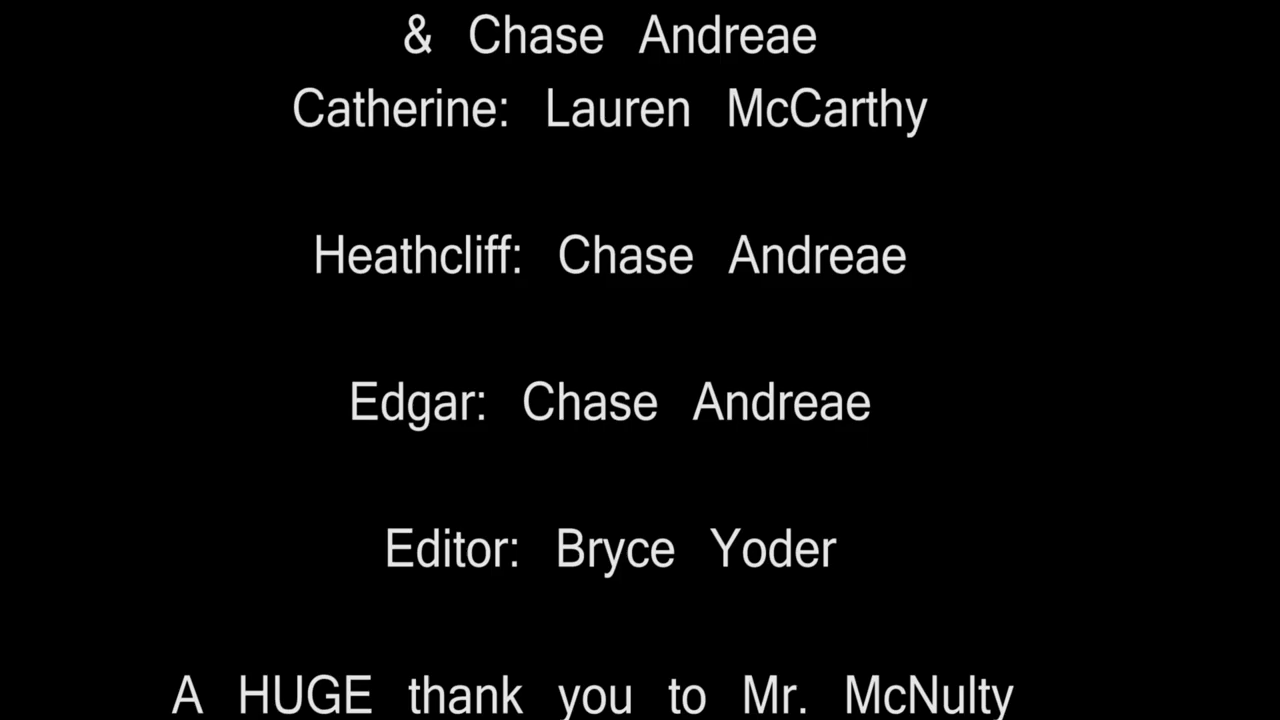 & Chase Andreae
Catherine: Lauren McCarthy
Heathcliff: Chase Andreae
Edgar: Chase Andreae
Editor: Bryce Yoder
A HUGE thank you to Mr. McNulty